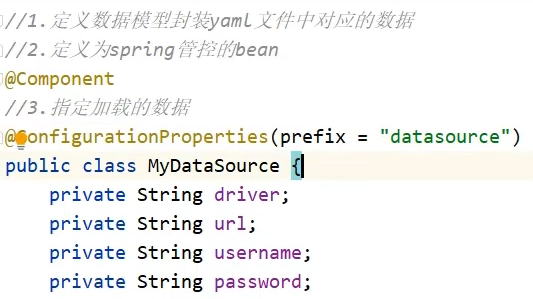 //1.定义数据模型封装yaml文件中对应的数据
//2.定义为spring管控的bean
@Component
//3.指定加载的数据
@ConfigurationProperties(prefix = "datasource")
public class MyDataSource {
private String driver;
private String url;
private String username;
private String password;